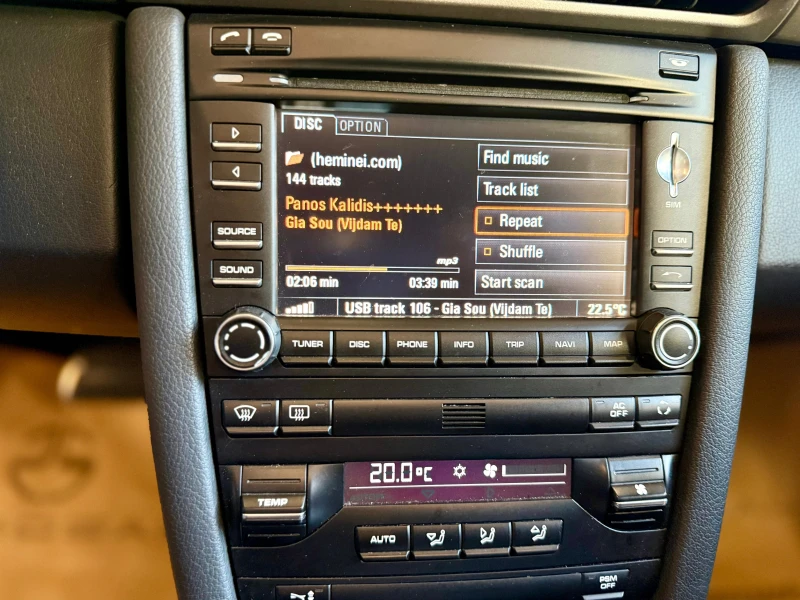 DISC OPTION
(heminei.com)
144 tracks
Panos Kalidis+++++++
Gia Sou (Vijdam Te)
mp3
02:06 min 03:39 min
Find music
Track list
Repeat
Shuffle
Start scan
USB track 106 - Gia Sou (Vijdam Te) 22.5°C
SOURCE
SOUND
SIM
OPTION
TUNER DISC PHONE INFO TRIP NAVI MAP
AC
OFF
20.0°C
TEMP
AUTO
PSM
OFF